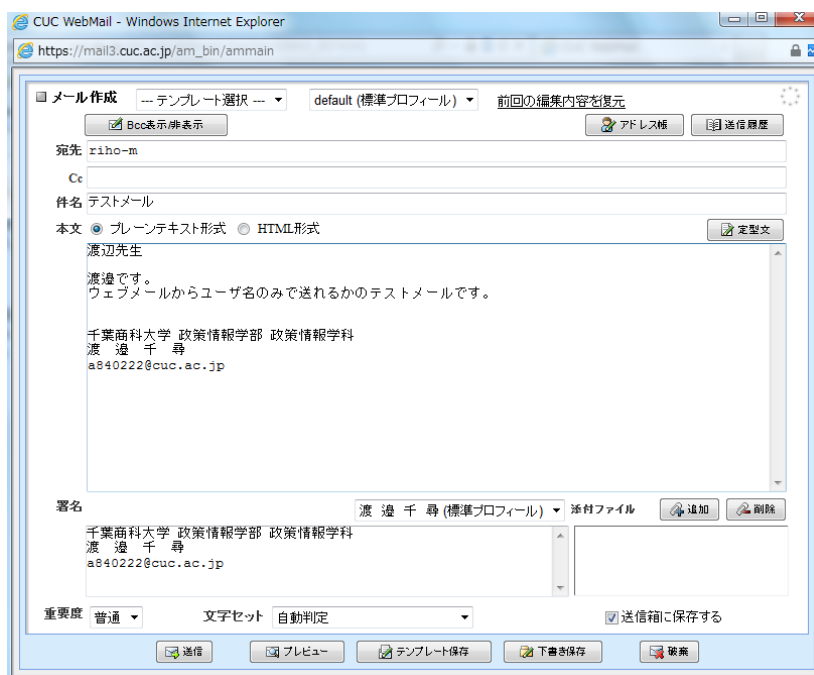 CUC WebMail - Windows Internet Explorer
https://mail3.cuc.ac.jp/am_bin/ammain
メール作成 --- テンプレート選択 --- default (標準プロフィール) 前回の編集内容を復元
Bcc表示/非表示 アドレス帳 送信履歴
宛先 riho-m
Cc
件名 テストメール
本文 プレーンテキスト形式 HTML形式 定型文
渡辺先生
渡邉です。
ウェブメールからユーザ名のみで送れるかのテストメールです。
千葉商科大学 政策情報学部 政策情報学科
渡 邉 千 尋
a840222@cuc.ac.jp
署名 渡 邉 千 尋 (標準プロフィール) 添付ファイル 追加 削除
千葉商科大学 政策情報学部 政策情報学科
渡 邉 千 尋
a840222@cuc.ac.jp
重要度 普通 文字セット 自動判定 送信箱に保存する
送信 プレビュー テンプレート保存 下書き保存 破棄